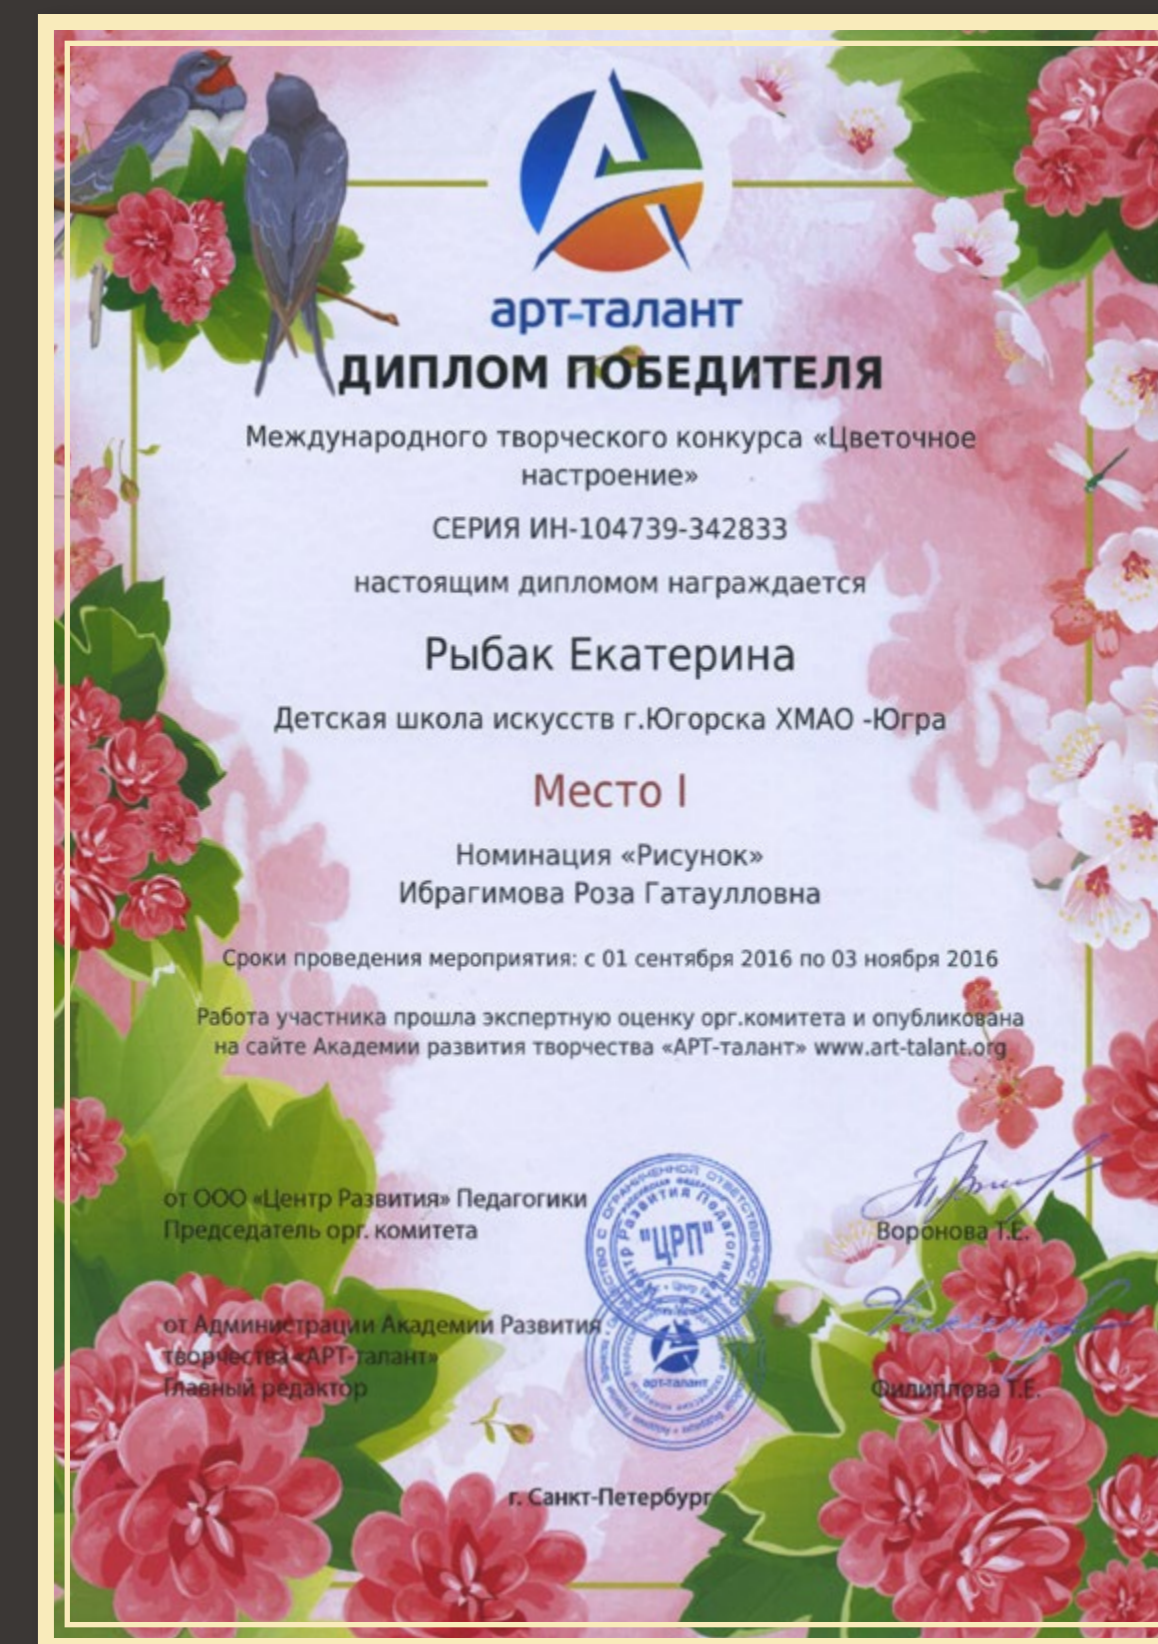 арт-талант
ДИПЛОМ ПОБЕДИТЕЛЯ
Международного творческого конкурса «Цветочное
настроение»
СЕРИЯ ИН-104739-342833
настоящим дипломом награждается
Рыбак Екатерина
Детская школа искусств г.Югорска ХМАО -Югра
Место I
Номинация «Рисунок»
Ибрагимова Роза Гатаулловна
Сроки проведения мероприятия: с 01 сентября 2016 по 03 ноября 2016
Работа участника прошла экспертную оценку орг.комитета и опубликована
на сайте Академии развития творчества «АРТ-талант» www.art-talant.org
от ООО «Центр Развития» Педагогики
Председатель орг. комитета
Воронова Т.Е.
"ЦРП"
от Администрации Академии Развития
творчества «АРТ-талант»
Главный редактор
арт-талант
Филиппова Т.Е.
г. Санкт-Петербург